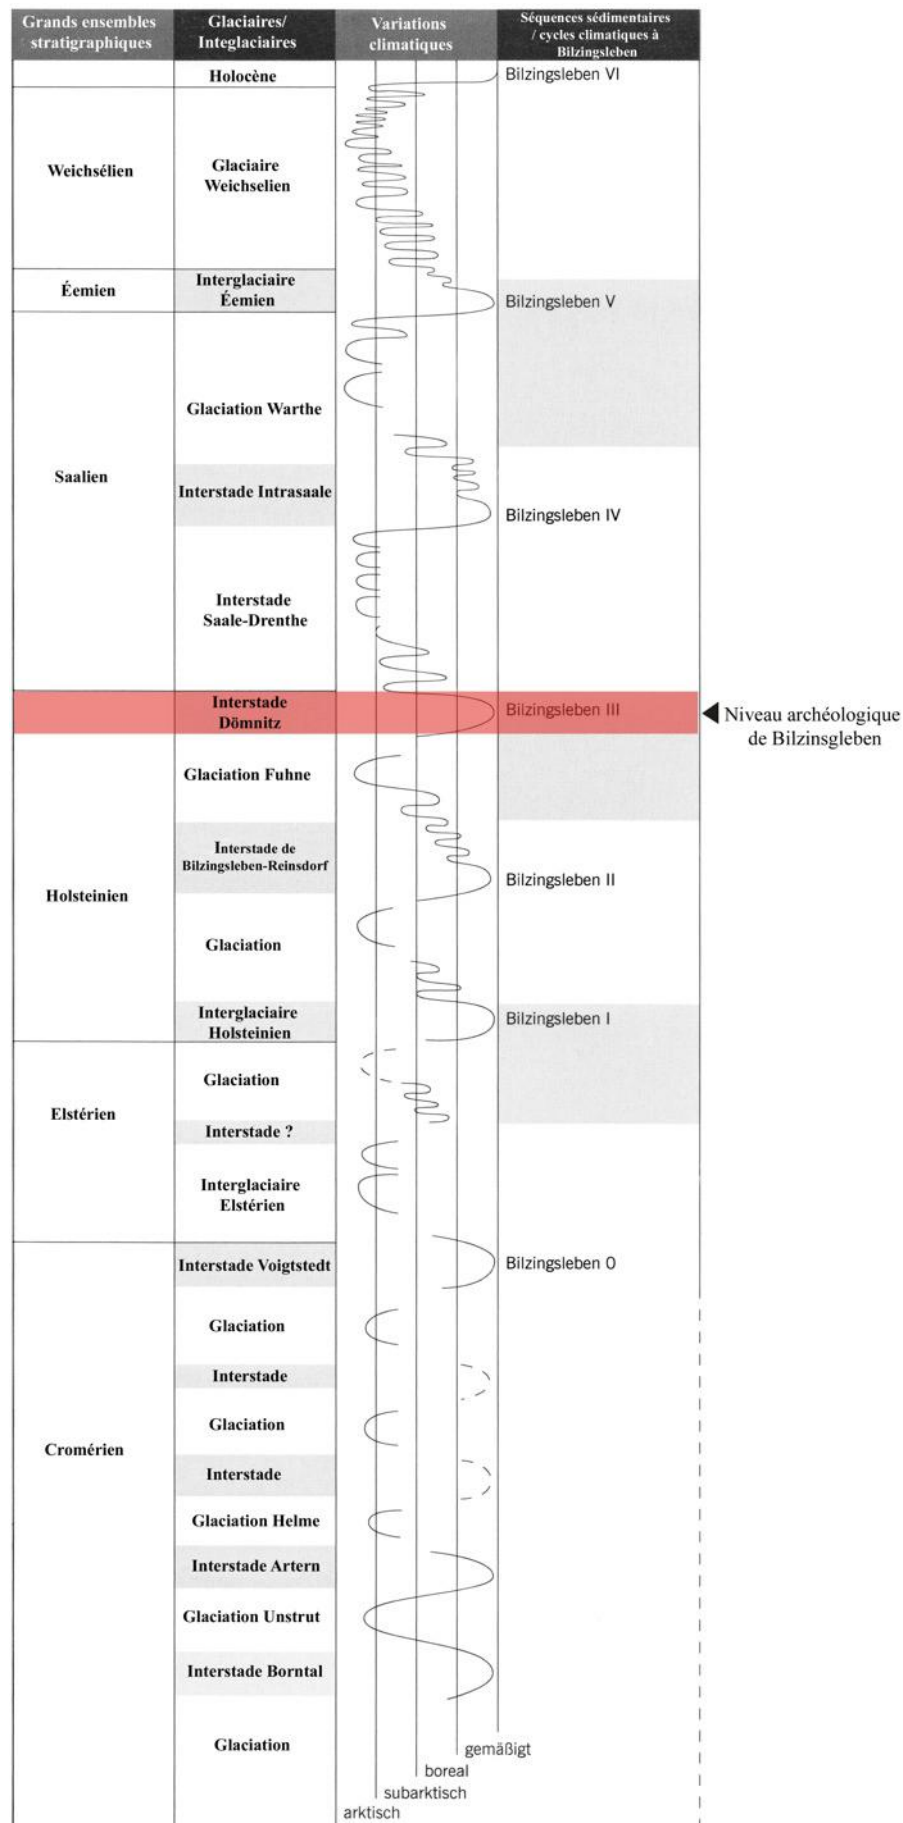 Grands ensembles
stratigraphiques
Glaciaires/
Integlaciaires
Variations
climatiques
Séquences sédimentaires
/ cycles climatiques à
Bilzingsleben
Holocène
Bilzingsleben VI
Weichsélien
Glaciaire
Weichselien
Éemien
Interglaciaire
Éemien
Bilzingsleben V
Glaciation Warthe
Saalien
Interstade Intrasaale
Bilzingsleben IV
Interstade
Saale-Drenthe
Interstade
Dömnitz
Bilzingsleben III
Niveau archéologique
de Bilzinsgleben
Glaciation Fuhne
Interstade de
Bilzingsleben-Reinsdorf
Bilzingsleben II
Holsteinien
Glaciation
Interglaciaire
Holsteinien
Bilzingsleben I
Glaciation
Elstérien
Interstade ?
Interglaciaire
Elstérien
Interstade Voigtstedt
Bilzingsleben 0
Glaciation
Interstade
Glaciation
Cromérien
Interstade
Glaciation Helme
Interstade Artern
Glaciation Unstrut
Interstade Borntal
Glaciation
gemäßigt
boreal
subarktisch
arktisch